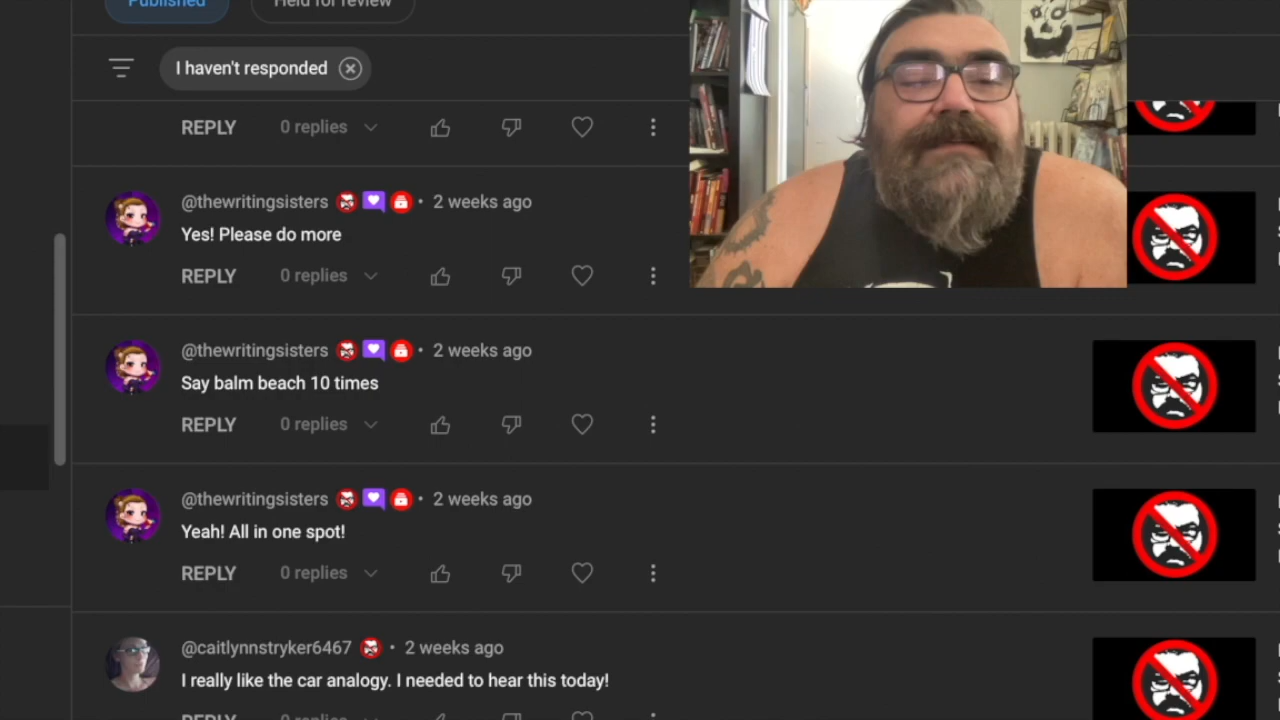 Published
Held for review
I haven't responded
REPLY 0 replies
@thewritingsisters • 2 weeks ago
Yes! Please do more
REPLY 0 replies
@thewritingsisters • 2 weeks ago
Say balm beach 10 times
REPLY 0 replies
@thewritingsisters • 2 weeks ago
Yeah! All in one spot!
REPLY 0 replies
@caitlynnstryker6467 • 2 weeks ago
I really like the car analogy. I needed to hear this today!
REPLY 0 replies